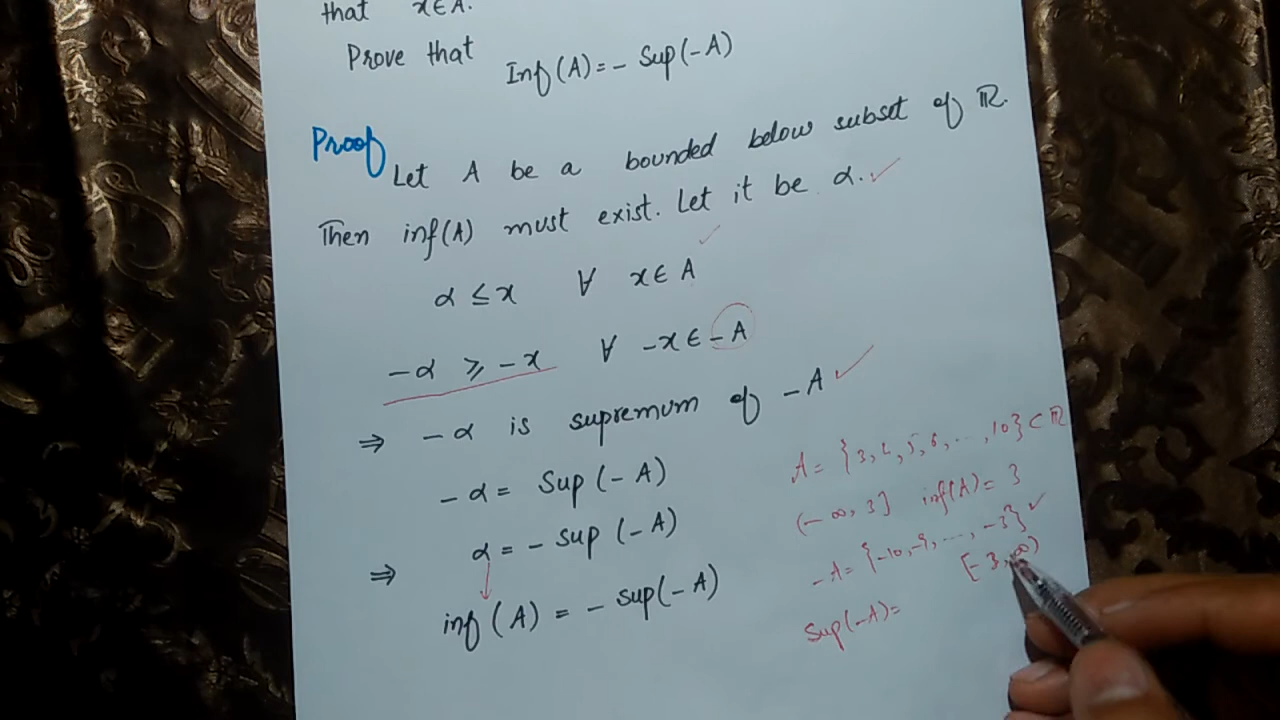 that x∈A.
Prove that
Inf(A) = - Sup(-A)
Proof
Let A be a bounded below subset of ℝ.
Then inf(A) must exist. Let it be α. ✓
α ≤ x ∀ x∈A ✓
-α ≥ -x ∀ -x∈-A
⇒ -α is supremum of -A ✓
-α = Sup(-A)
⇒ α = - sup(-A)
inf(A) = - sup(-A)
A = {3, 4, 5, 6, ..., 10} ⊂ ℝ
(-∞, 3] inf(A) = 3
-A = {-10, -9, ..., -3} ✓
[-3, ∞)
Sup(-A) =